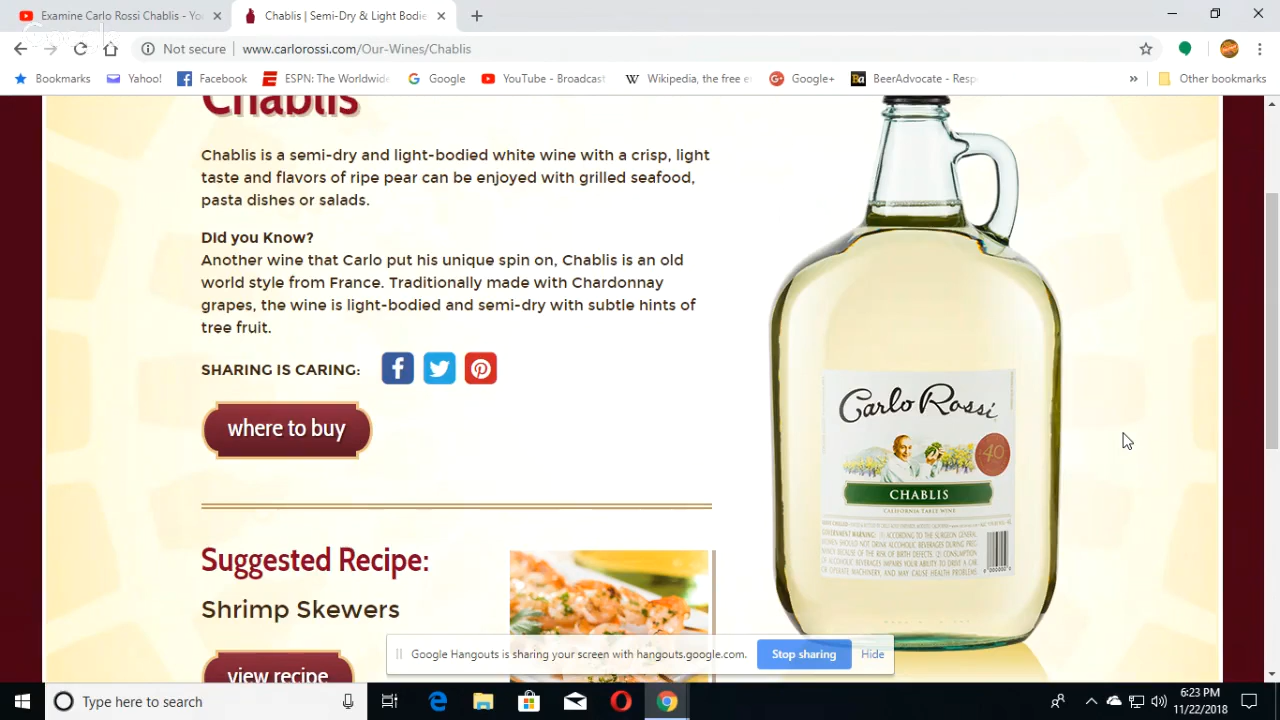 Examine Carlo Rossi Chablis - Yo
Chablis | Semi-Dry & Light Bodie
Not secure | www.carlorossi.com/Our-Wines/Chablis
Bookmarks Yahoo! Facebook ESPN: The Worldwide Google YouTube - Broadcast Wikipedia, the free e Google+ BeerAdvocate - Resp » Other bookmarks
Chablis
Chablis is a semi-dry and light-bodied white wine with a crisp, light
taste and flavors of ripe pear can be enjoyed with grilled seafood,
pasta dishes or salads.
Did you Know?
Another wine that Carlo put his unique spin on, Chablis is an old
world style from France. Traditionally made with Chardonnay
grapes, the wine is light-bodied and semi-dry with subtle hints of
tree fruit.
SHARING IS CARING:
where to buy
Suggested Recipe:
Shrimp Skewers
view recipe
Carlo Rossi
40
CHABLIS
CALIFORNIA TABLE WINE
Google Hangouts is sharing your screen with hangouts.google.com. Stop sharing Hide
Type here to search
6:23 PM
11/22/2018